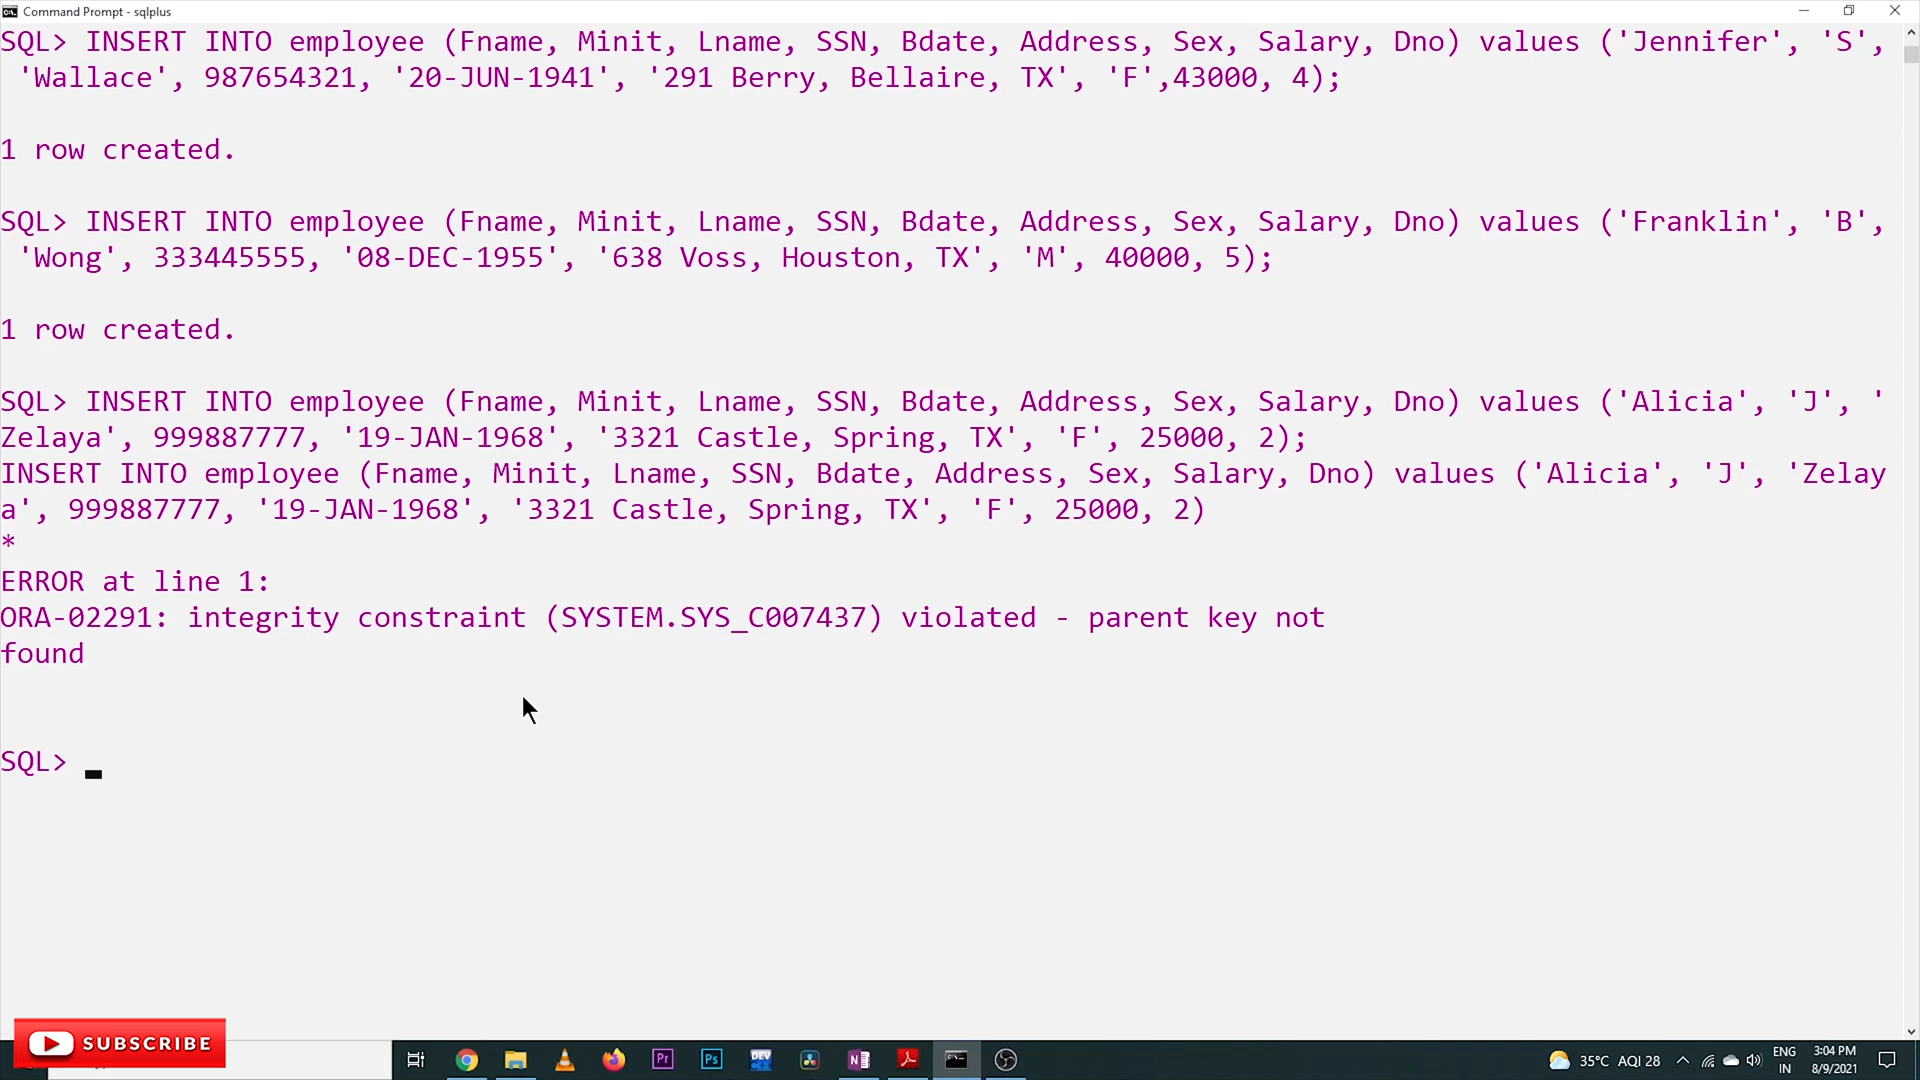 Command Prompt - sqlplus
SQL> INSERT INTO employee (Fname, Minit, Lname, SSN, Bdate, Address, Sex, Salary, Dno) values ('Jennifer', 'S',
'Wallace', 987654321, '20-JUN-1941', '291 Berry, Bellaire, TX', 'F',43000, 4);
1 row created.
SQL> INSERT INTO employee (Fname, Minit, Lname, SSN, Bdate, Address, Sex, Salary, Dno) values ('Franklin', 'B',
'Wong', 333445555, '08-DEC-1955', '638 Voss, Houston, TX', 'M', 40000, 5);
1 row created.
SQL> INSERT INTO employee (Fname, Minit, Lname, SSN, Bdate, Address, Sex, Salary, Dno) values ('Alicia', 'J', '
Zelaya', 999887777, '19-JAN-1968', '3321 Castle, Spring, TX', 'F', 25000, 2);
INSERT INTO employee (Fname, Minit, Lname, SSN, Bdate, Address, Sex, Salary, Dno) values ('Alicia', 'J', 'Zelay
a', 999887777, '19-JAN-1968', '3321 Castle, Spring, TX', 'F', 25000, 2)
*
ERROR at line 1:
ORA-02291: integrity constraint (SYSTEM.SYS_C007437) violated - parent key not
found
SQL>
SUBSCRIBE
Pr
Ps
DEV
N
35°C AQI 28
ENG
IN
3:04 PM
8/9/2021